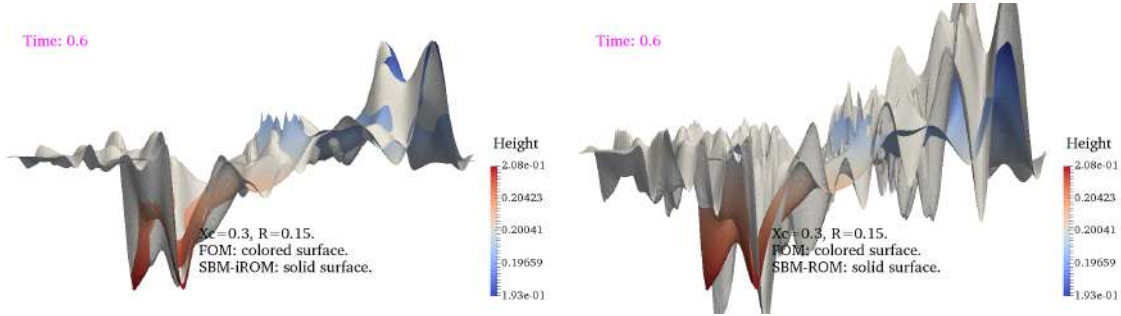 Time: 0.6
Height
2.08e-01
0.20423
0.20041
0.19659
1.93e-01
Xc=0.3, R=0.15.
FOM: colored surface.
SBM-iROM: solid surface.
Time: 0.6
Height
2.08e-01
0.20423
0.20041
0.19659
1.93e-01
Xc=0.3, R=0.15.
FOM: colored surface.
SBM-ROM: solid surface.